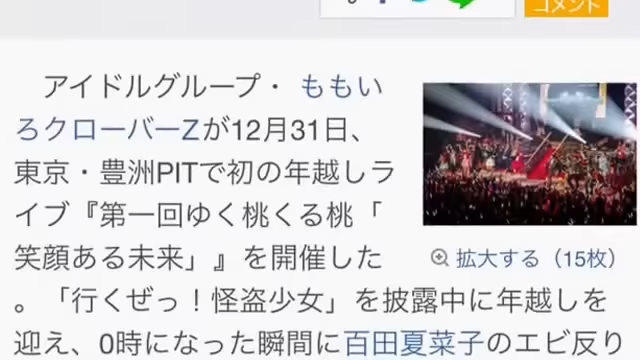 コメント
アイドルグループ・ ももい
ろクローバーZが12月31日、
東京・豊洲PITで初の年越しラ
イブ『第一回ゆく桃くる桃「
笑顔ある未来」』を開催した
拡大する（15枚）
。「行くぜっ！怪盗少女」を披露中に年越しを
迎え、0時になった瞬間に百田夏菜子のエビ反り